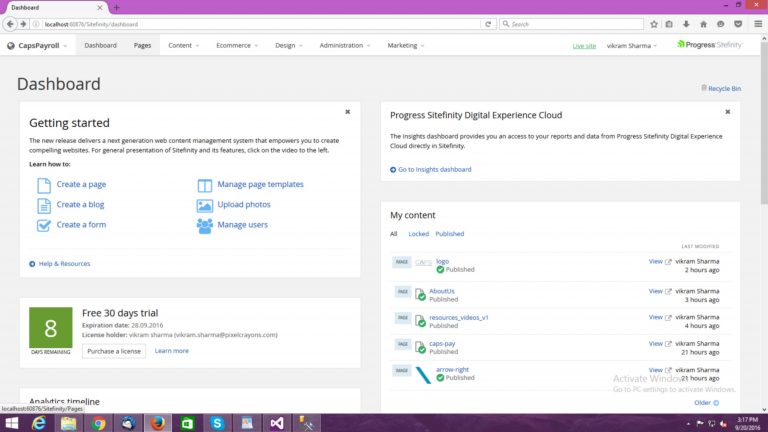 Dashboard
localhost:60876/Sitefinity/dashboard
Search
CapsPayroll
Dashboard
Pages
Content
Ecommerce
Design
Administration
Marketing
Live site
vikram Sharma
Progress Sitefinity
Dashboard
Recycle Bin
Getting started
The new release delivers a next generation web content management system that empowers you to create
compelling websites. For general presentation of Sitefinity and its features, click on the video to the left.
Learn how to:
Create a page
Manage page templates
Create a blog
Upload photos
Create a form
Manage users
Help & Resources
8
DAYS REMAINING
Free 30 days trial
Expiration date: 28.09.2016
License holder: vikram sharma (vikram.sharma@pixelcrayons.com)
Purchase a license
Learn more
Analytics timeline
Progress Sitefinity Digital Experience Cloud
The Insights dashboard provides you an access to your reports and data from Progress Sitefinity Digital Experience
Cloud directly in Sitefinity.
Go to Insights dashboard
My content
All Locked Published
LAST MODIFIED
IMAGE CAPS logo View vikram Sharma
Published 2 hours ago
PAGE AboutUs View vikram Sharma
Published 3 hours ago
PAGE resources_videos_v1 View vikram Sharma
Published 4 hours ago
PAGE caps-pay View vikram Sharma
Published 21 hours ago
IMAGE arrow-right View vikram Sharma
Published 21 hours ago
Older
Activate Windows
Go to PC settings to activate Windows.
localhost:60876/Sitefinity/Pages
3:17 PM
9/20/2016